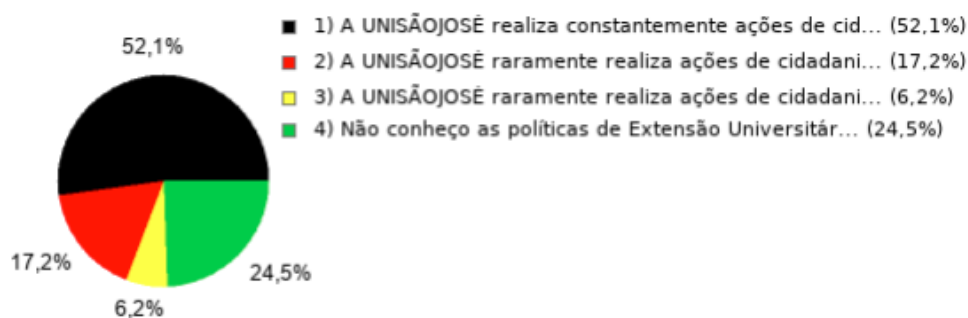 52,1%
1) A UNISÃOJOSÉ realiza constantemente ações de cid... (52,1%)
2) A UNISÃOJOSÉ raramente realiza ações de cidadani... (17,2%)
3) A UNISÃOJOSÉ raramente realiza ações de cidadani... (6,2%)
4) Não conheço as políticas de Extensão Universitár... (24,5%)
17,2%
24,5%
6,2%